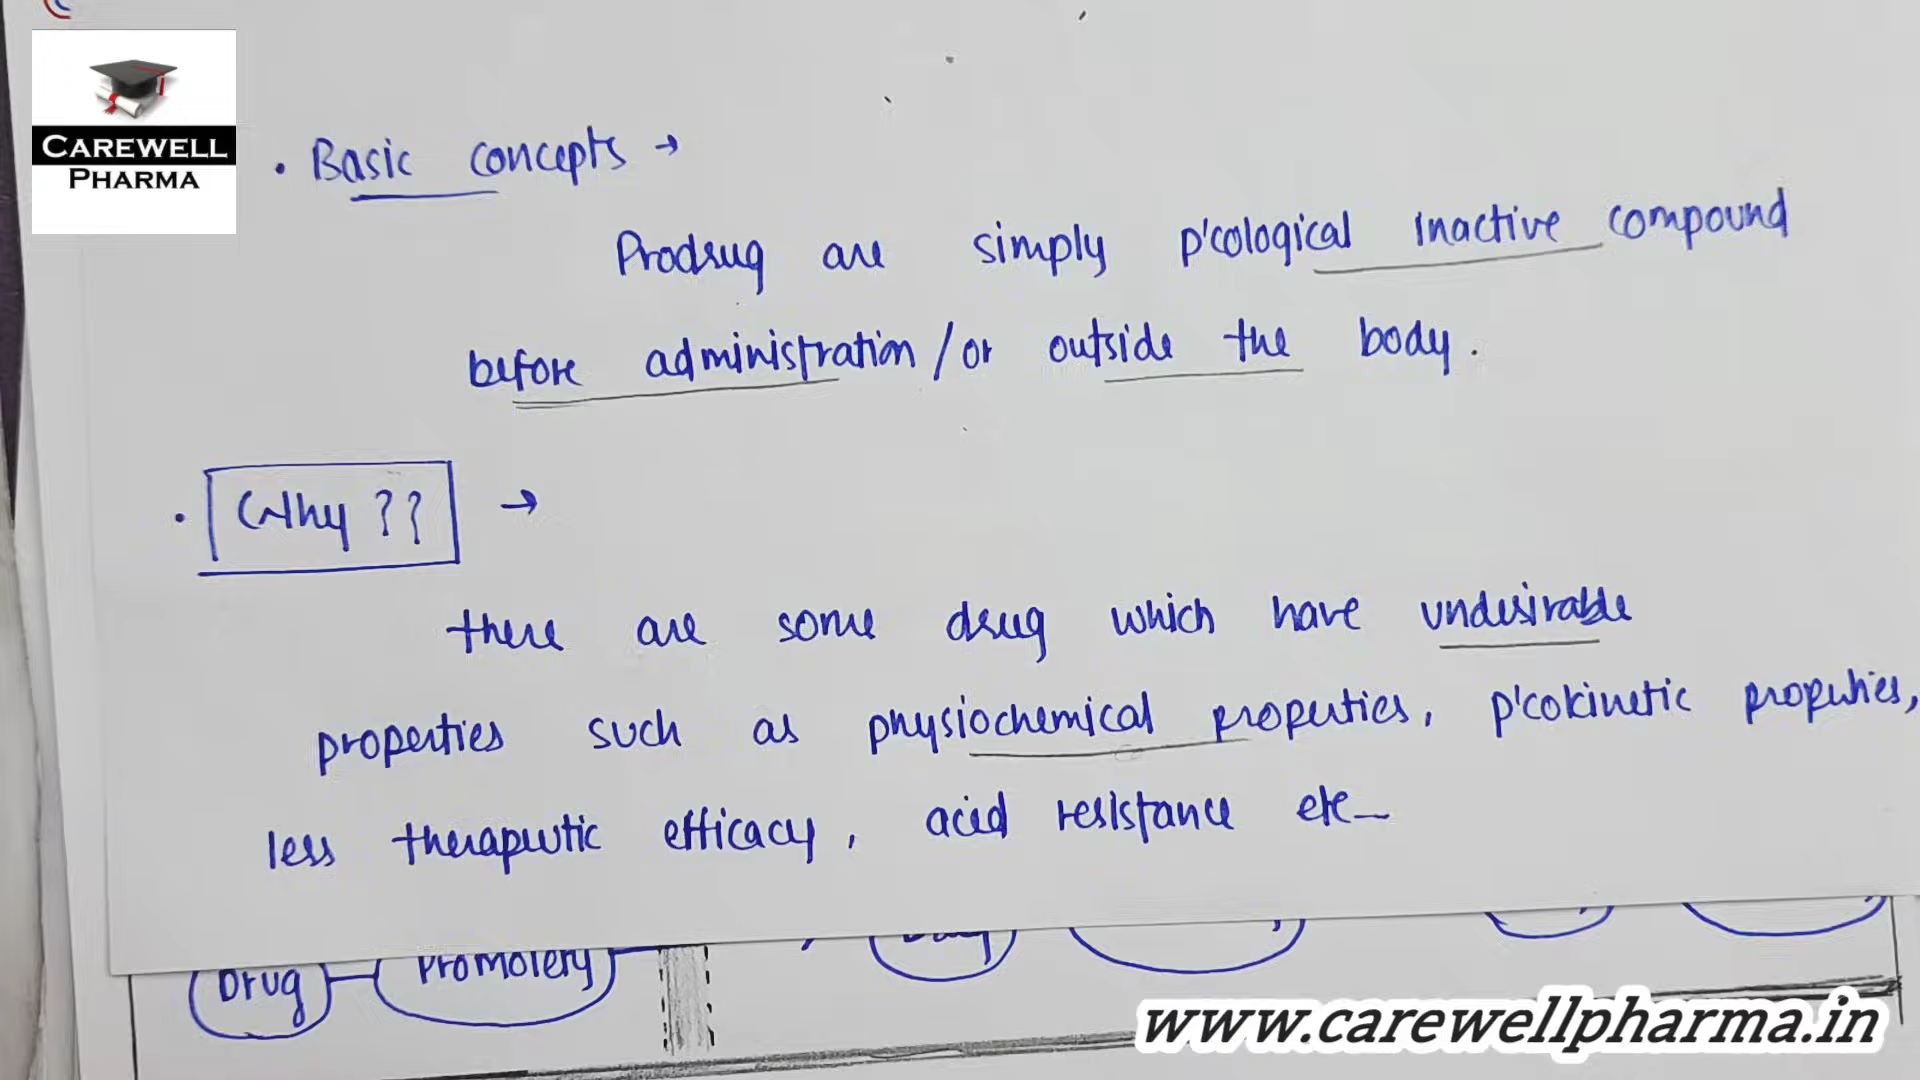 CAREWELL
PHARMA
• Basic concepts →
Prodrug are simply p'cological inactive compound
before administration/or outside the body.
• Why ?? →
there are some drug which have undesirable
properties such as physiochemical properties, p'cokinetic properties,
less therapeutic efficacy, acid resistance etc—
Drug Promoiety
www.carewellpharma.in